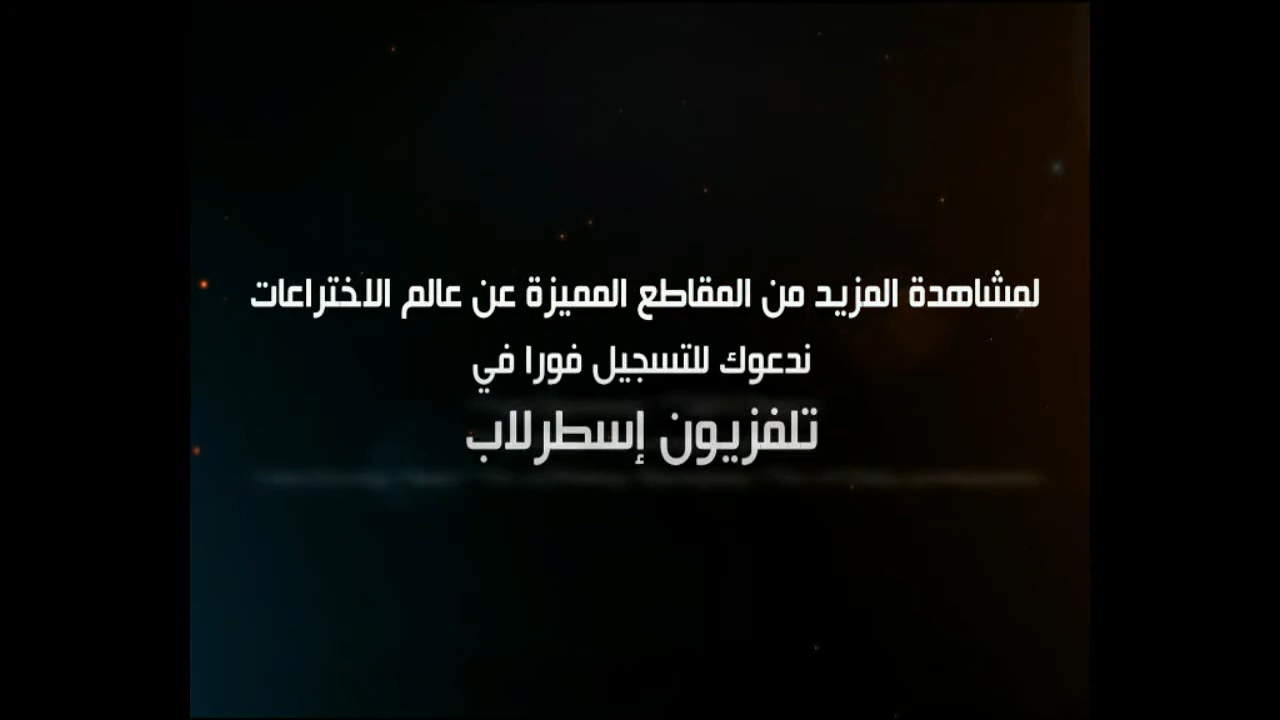 لمشاهدة المزيد من المقاطع المميزة عن عالم الاختراعات
ندعوك للتسجيل فورا في
تلفزيون إسطرلاب